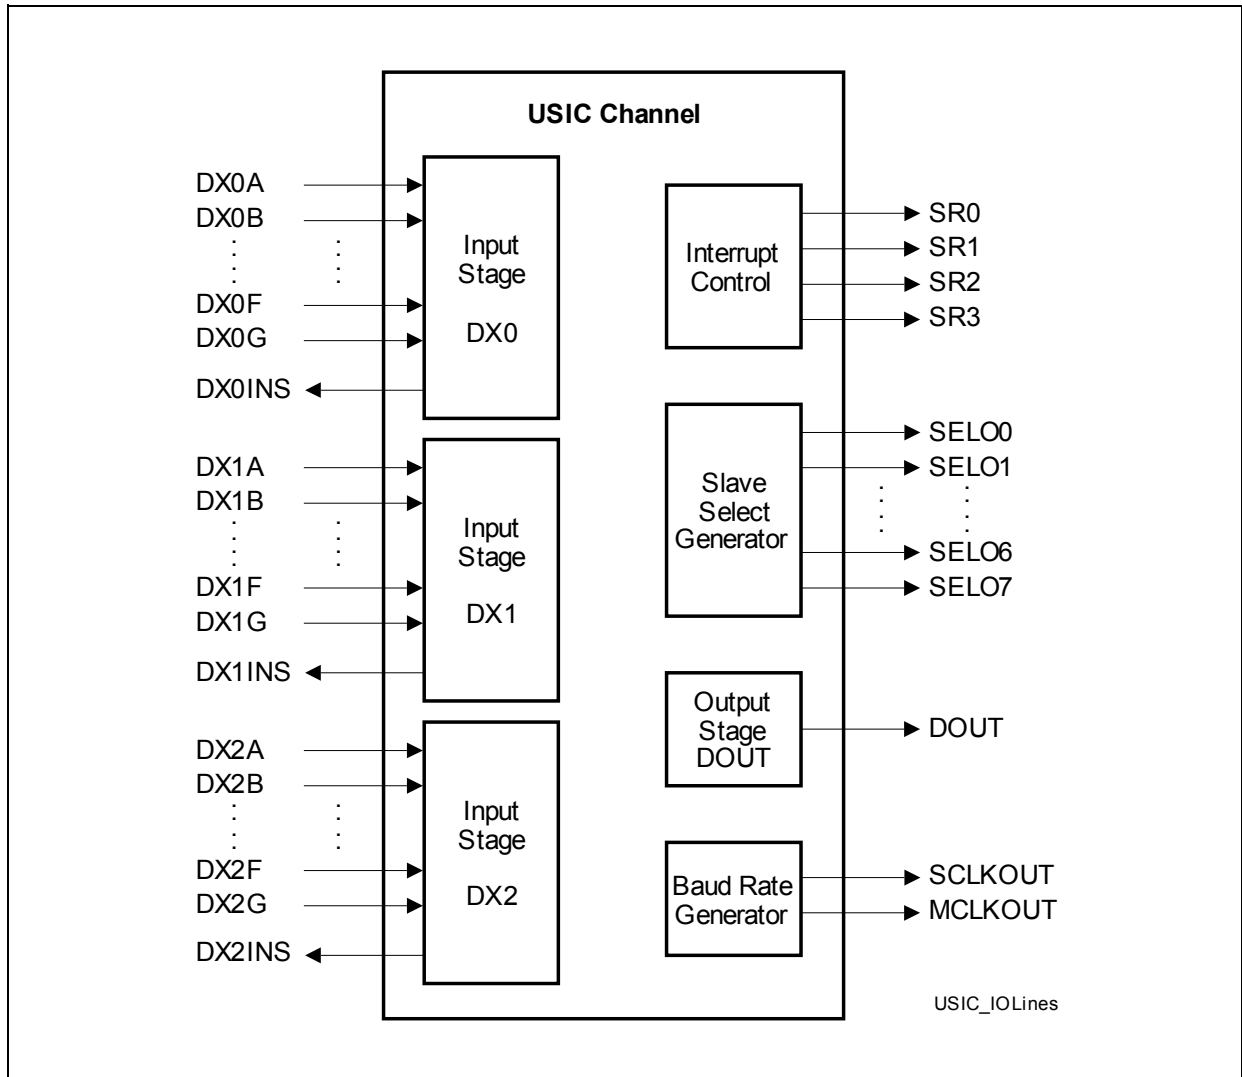 USIC Channel
DX0A
DX0B
DX0F
DX0G
DX0INS
Input
Stage
DX0
DX1A
DX1B
DX1F
DX1G
DX1INS
Input
Stage
DX1
DX2A
DX2B
DX2F
DX2G
DX2INS
Input
Stage
DX2
Interrupt
Control
SR0
SR1
SR2
SR3
Slave
Select
Generator
SELO0
SELO1
SELO6
SELO7
Output
Stage
DOUT
DOUT
Baud Rate
Generator
SCLKOUT
MCLKOUT
USIC_IOLines